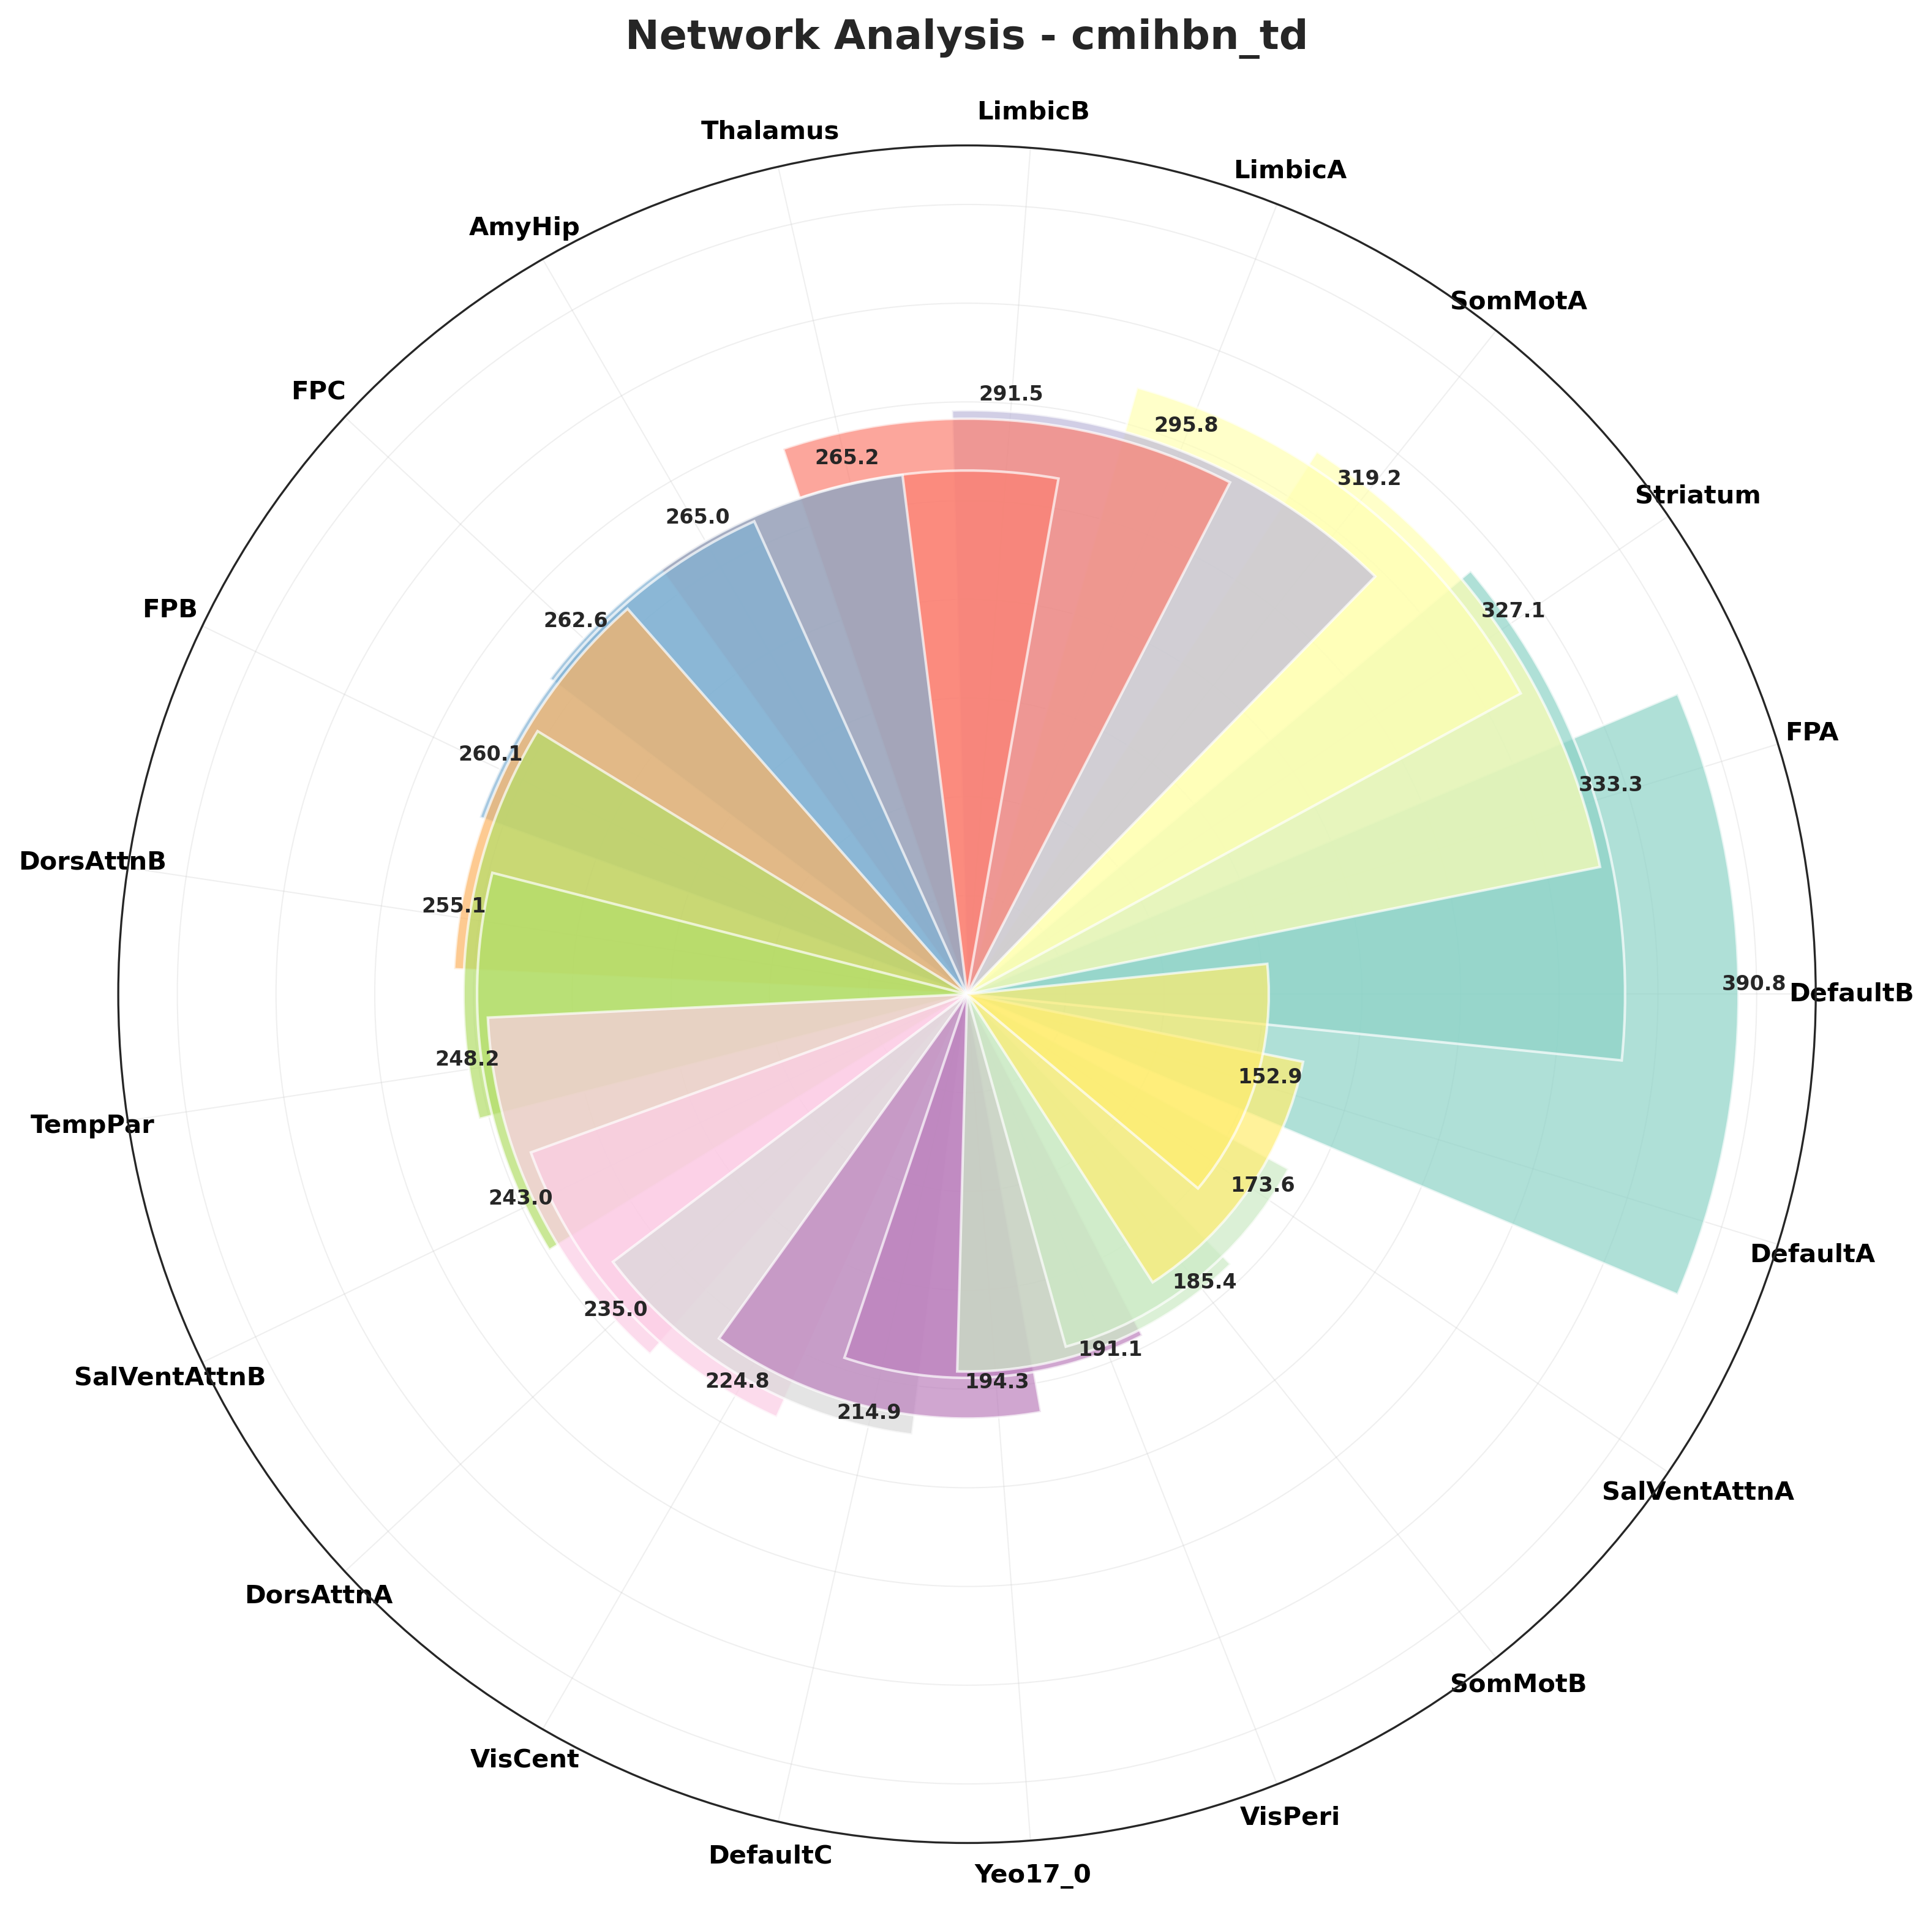 Network Analysis - cmihbn_td
LimbicB
Thalamus
LimbicA
AmyHip
SomMotA
FPC
Striatum
FPB
FPA
DorsAttnB
DefaultB
TempPar
DefaultA
SalVentAttnB
SalVentAttnA
DorsAttnA
SomMotB
VisCent
VisPeri
DefaultC
Yeo17_0
291.5
295.8
265.2
319.2
265.0
327.1
262.6
333.3
260.1
255.1
390.8
248.2
152.9
243.0
173.6
235.0
185.4
224.8
191.1
194.3
214.9